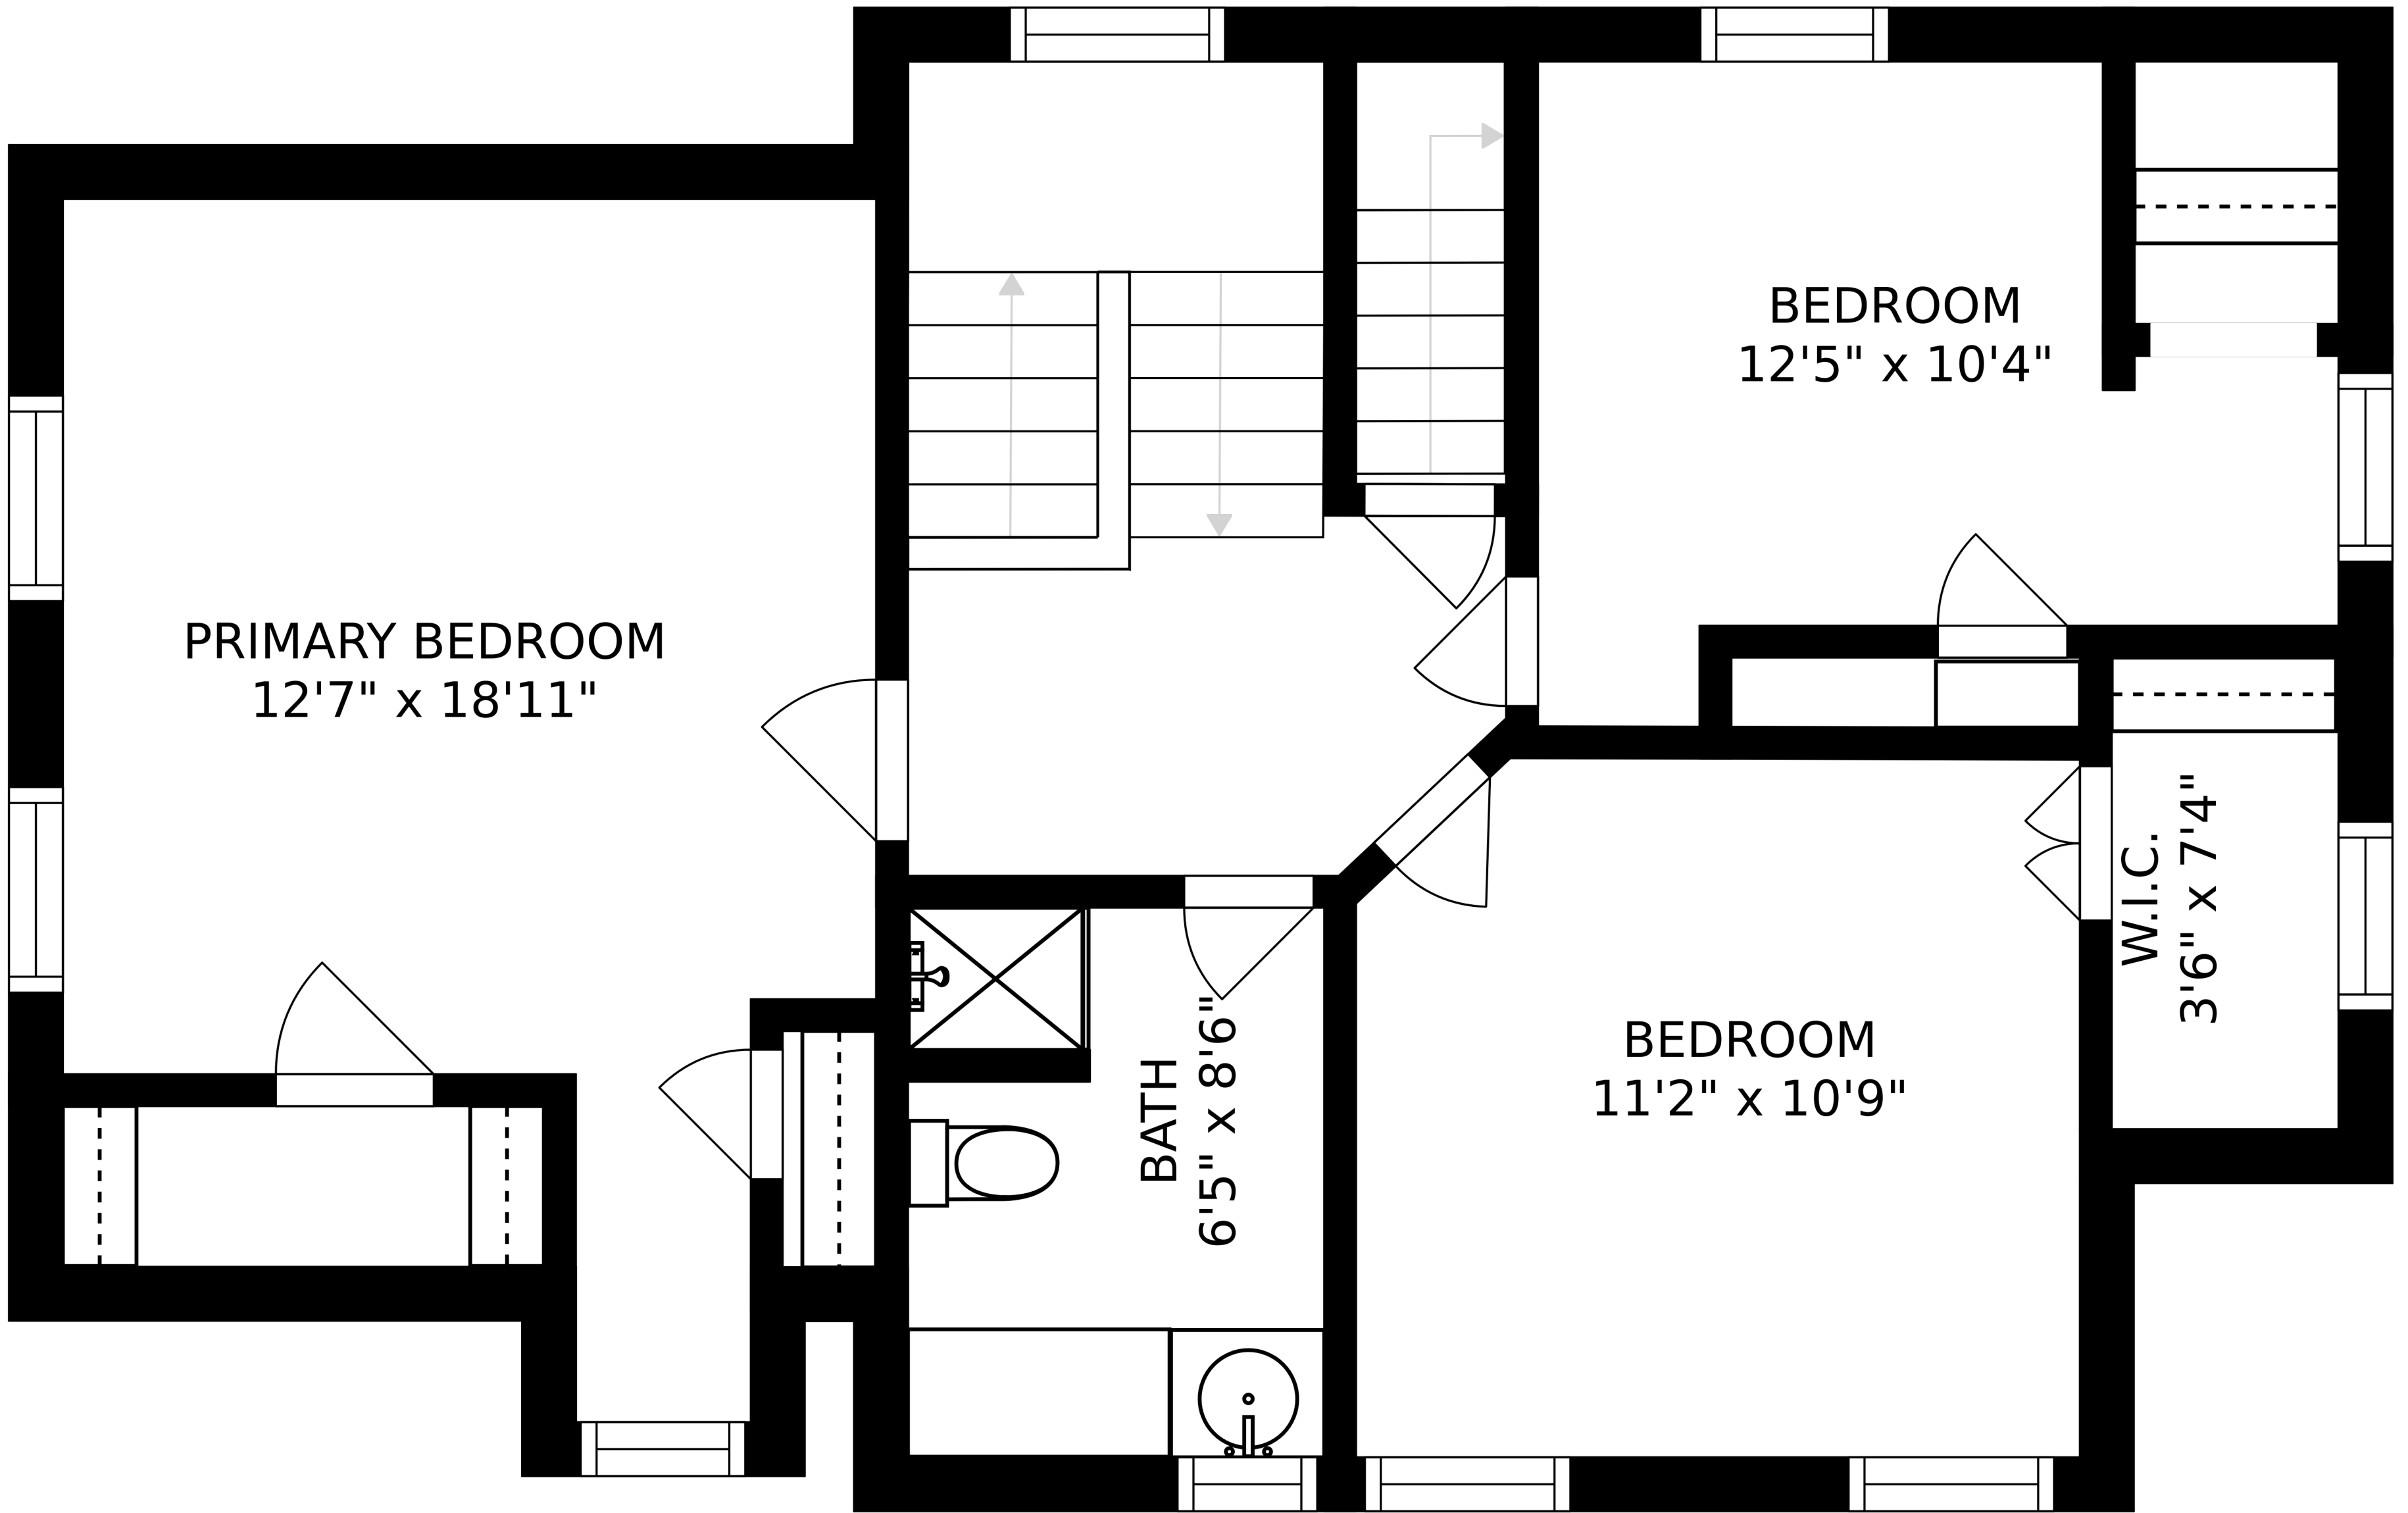 BEDROOM
12'5" x 10'4"
PRIMARY BEDROOM
12'7" x 18'11"
W.I.C.
3'6" x 7'4"
BEDROOM
11'2" x 10'9"
BATH
6'5" x 8'6"